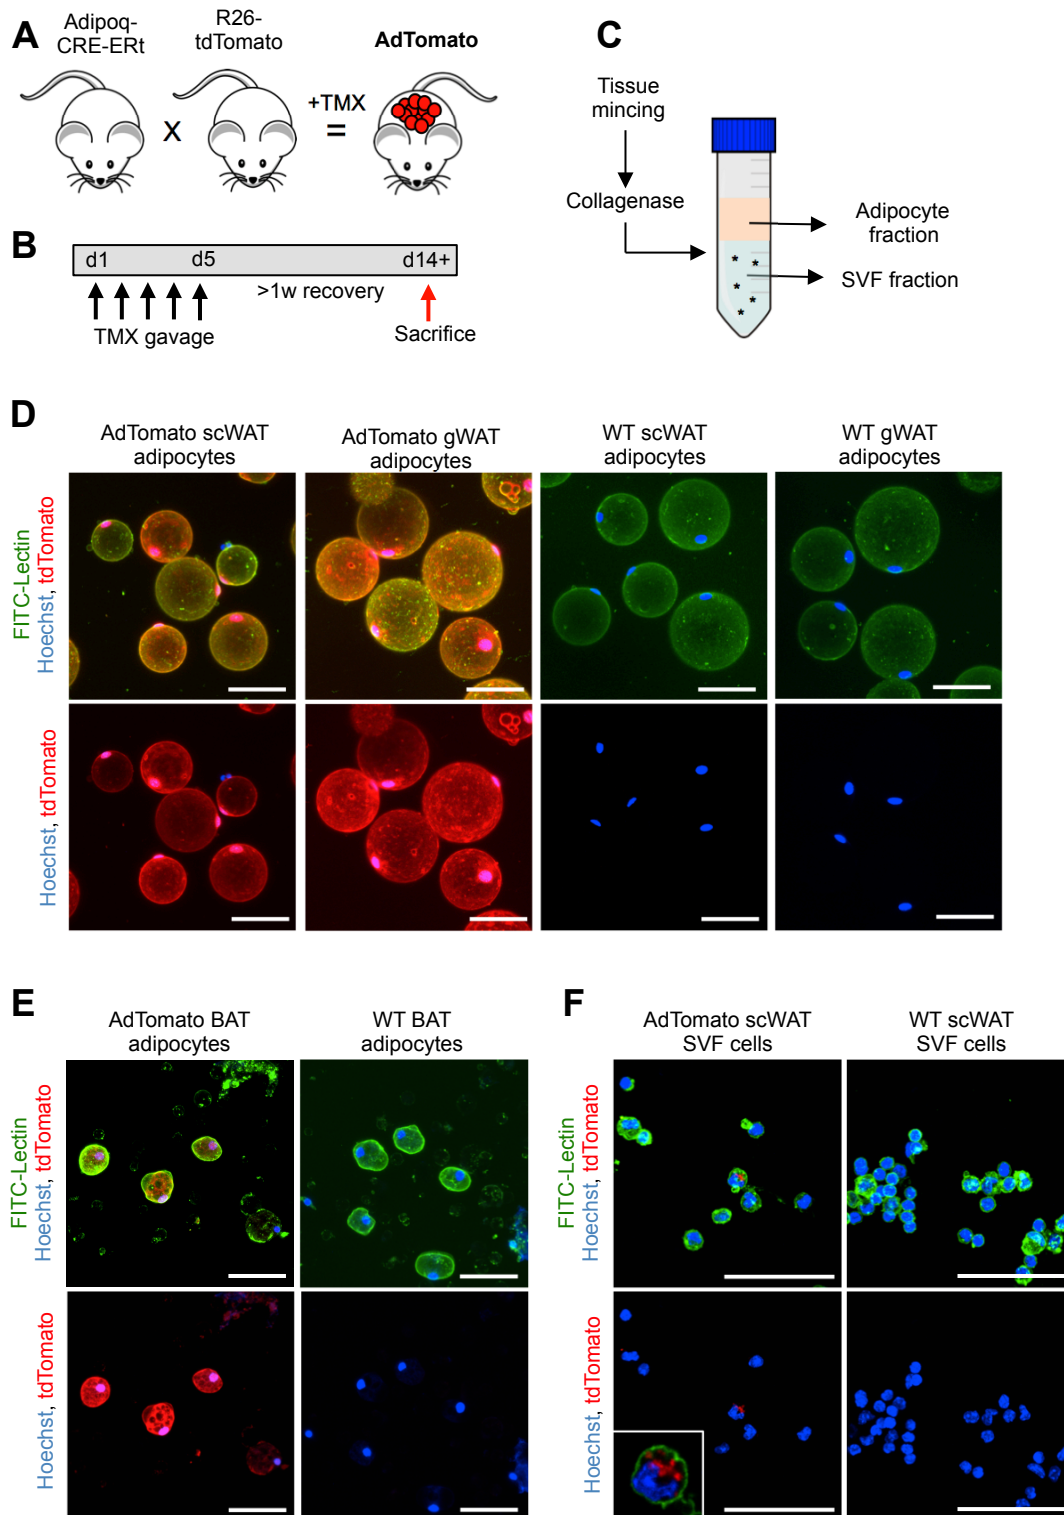 A
Adipoq-
CRE-ERt
R26-
tdTomato
AdTomato
X
+TMX
=
B
d1
d5
d14+
>1w recovery
TMX gavage
Sacrifice
C
Tissue
mincing
Collagenase
Adipocyte
fraction
SVF fraction
D
AdTomato scWAT
adipocytes
AdTomato gWAT
adipocytes
WT scWAT
adipocytes
WT gWAT
adipocytes
FITC-Lectin
Hoechst, tdTomato
Hoechst, tdTomato
E
AdTomato BAT
adipocytes
WT BAT
adipocytes
FITC-Lectin
Hoechst, tdTomato
Hoechst, tdTomato
F
AdTomato scWAT
SVF cells
WT scWAT
SVF cells
FITC-Lectin
Hoechst, tdTomato
Hoechst, tdTomato